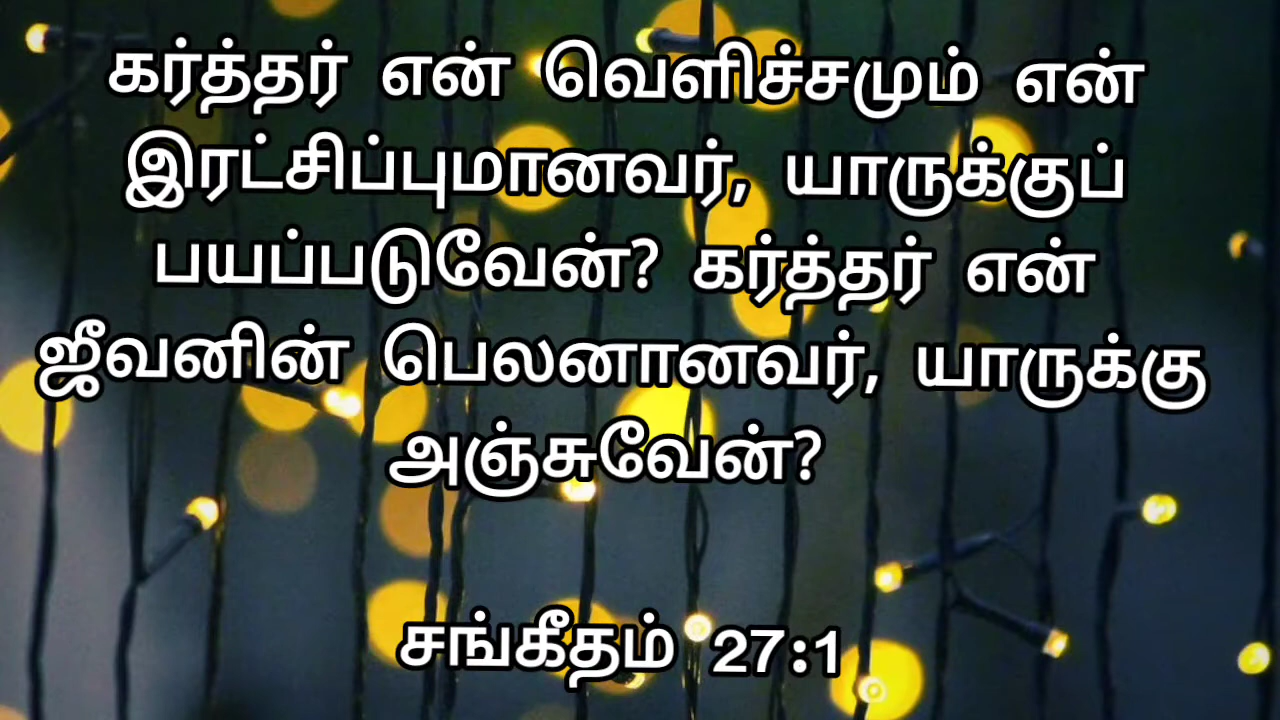 கர்த்தர் என் வெளிச்சமும் என்
இரட்சிப்புமானவர், யாருக்குப்
பயப்படுவேன்? கர்த்தர் என்
ஜீவனின் பெலனானவர், யாருக்கு
அஞ்சுவேன்?
சங்கீதம் 27:1